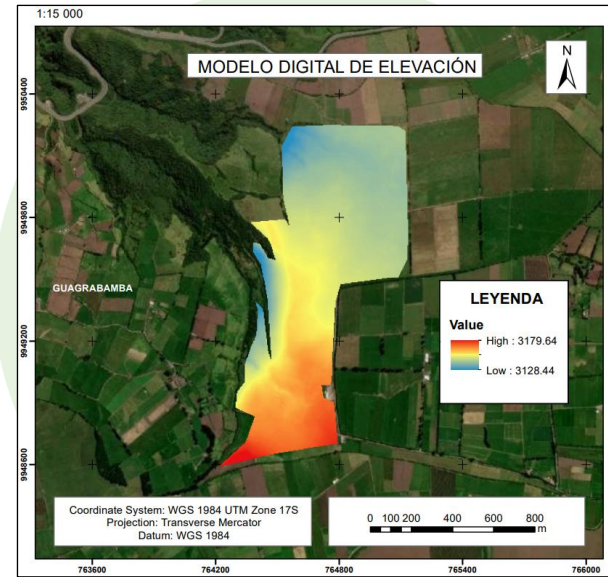 1:15 000
MODELO DIGITAL DE ELEVACIÓN
N
9950400
9949800
9949200
9948600
GUAGRABAMBA
LEYENDA
Value
High : 3179.64
Low : 3128.44
Coordinate System: WGS 1984 UTM Zone 17S
Projection: Transverse Mercator
Datum: WGS 1984
0 100 200 400 600 800
m
763600 764200 764800 765400 766000